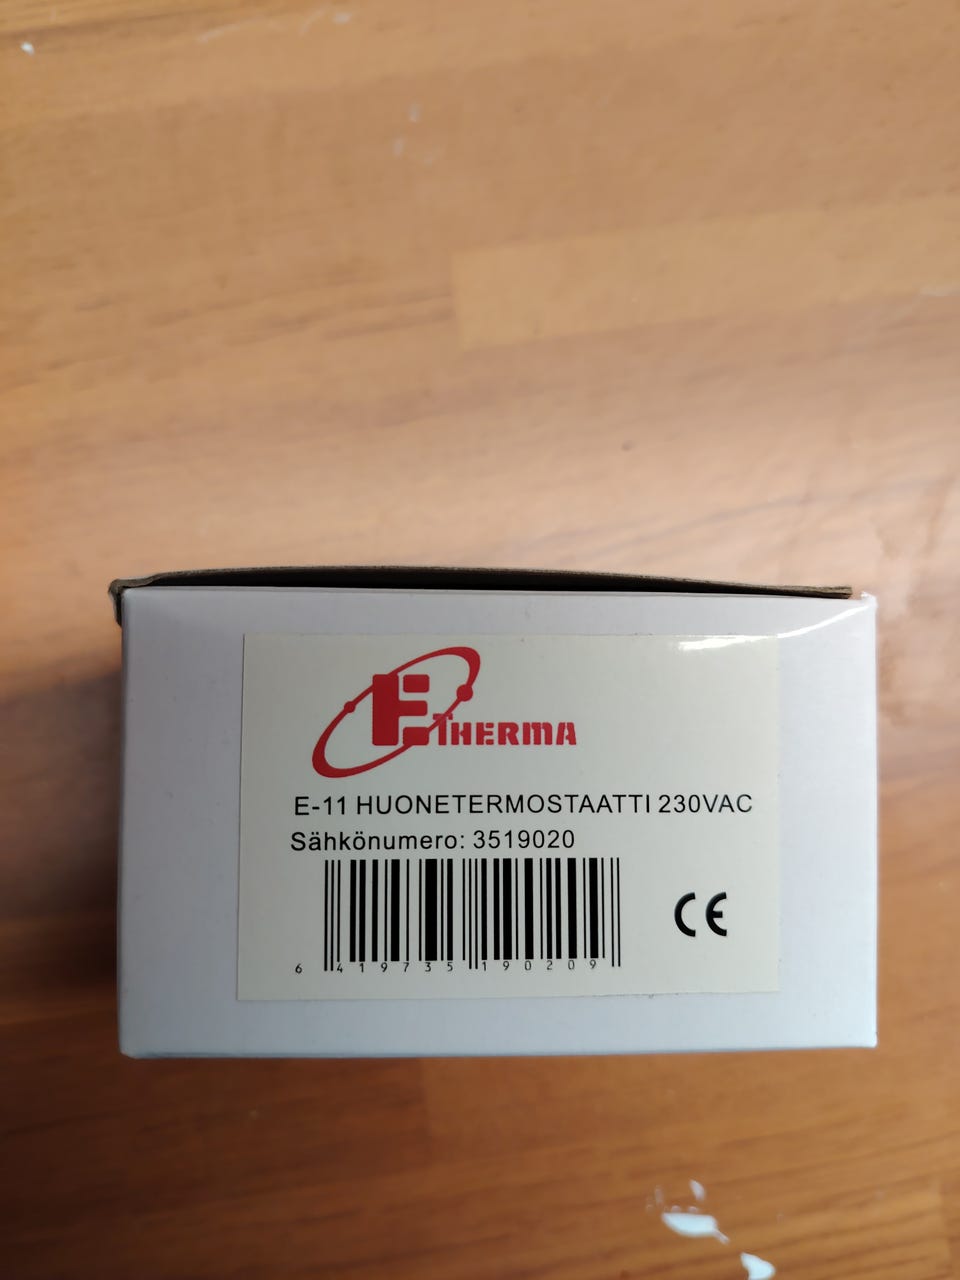 ETHERMA
E-11 HUONETERMOSTAATTI 230VAC
Sähkönumero: 3519020
6 419735 190209
CE